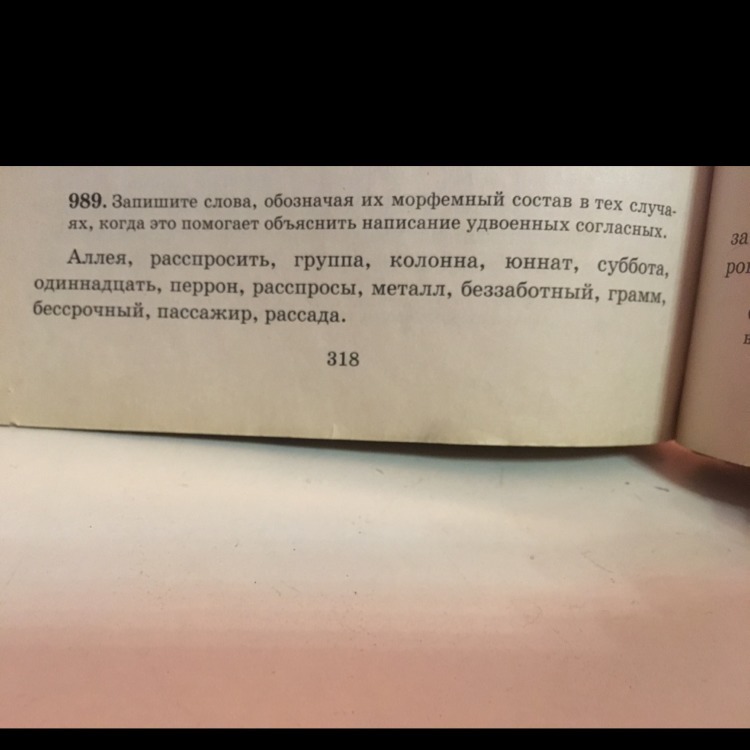 989. Запишите слова, обозначая их морфемный состав в тех случа-
ях, когда это помогает объяснить написание удвоенных согласных.
Аллея, расспросить, группа, колонна, юннат, суббота,
одиннадцать, перрон, расспросы, металл, беззаботный, грамм,
бессрочный, пассажир, рассада.
318
за